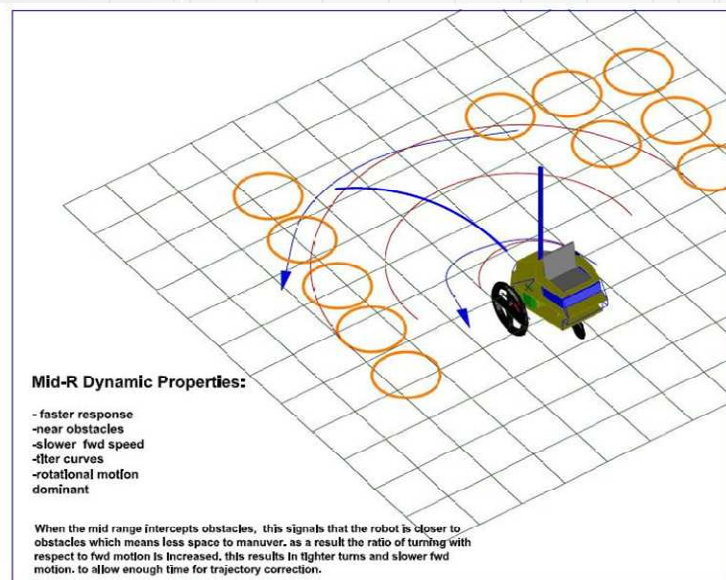 Mid-R Dynamic Properties:
- faster response
-near obstacles
-slower fwd speed
-titer curves
-rotational motion
dominant
When the mid range intercepts obstacles, this signals that the robot is closer to
obstacles which means less space to manuver. as a result the ratio of turning with
respect to fwd motion is increased. this results in tighter turns and slower fwd
motion. to allow enough time for trajectory correction.